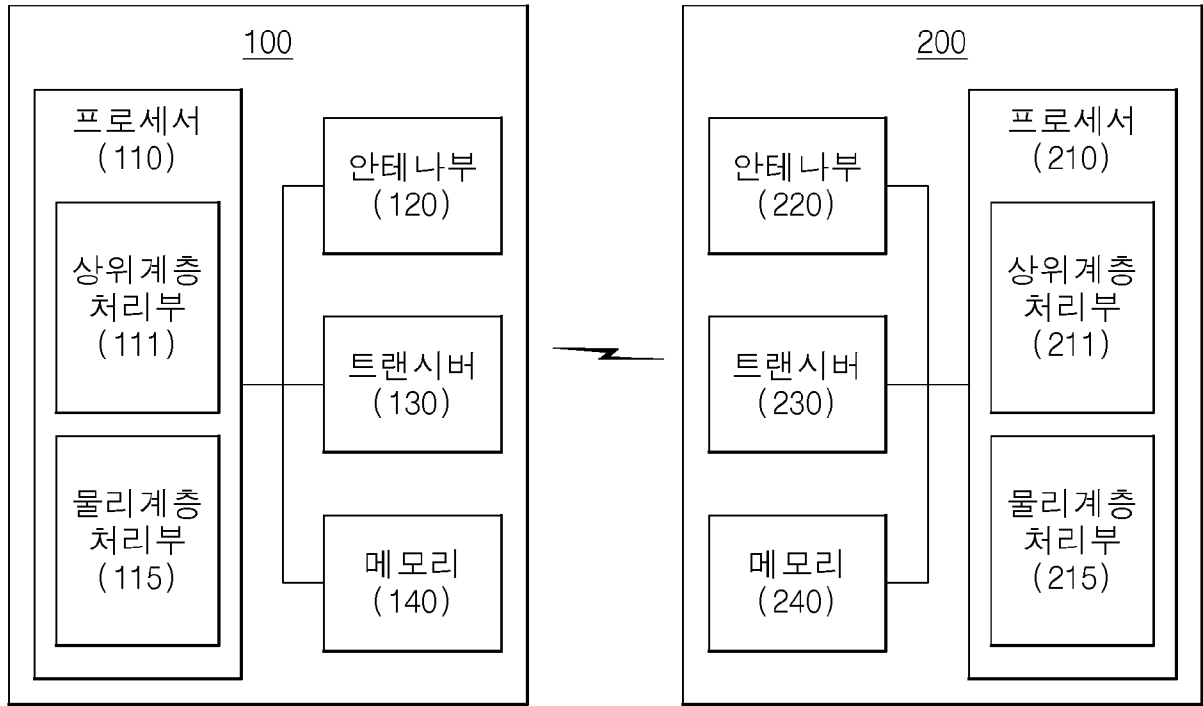 100
프로세서
(110)
상위계층
처리부
(111)
물리계층
처리부
(115)
안테나부
(120)
트랜시버
(130)
메모리
(140)
200
안테나부
(220)
트랜시버
(230)
메모리
(240)
프로세서
(210)
상위계층
처리부
(211)
물리계층
처리부
(215)